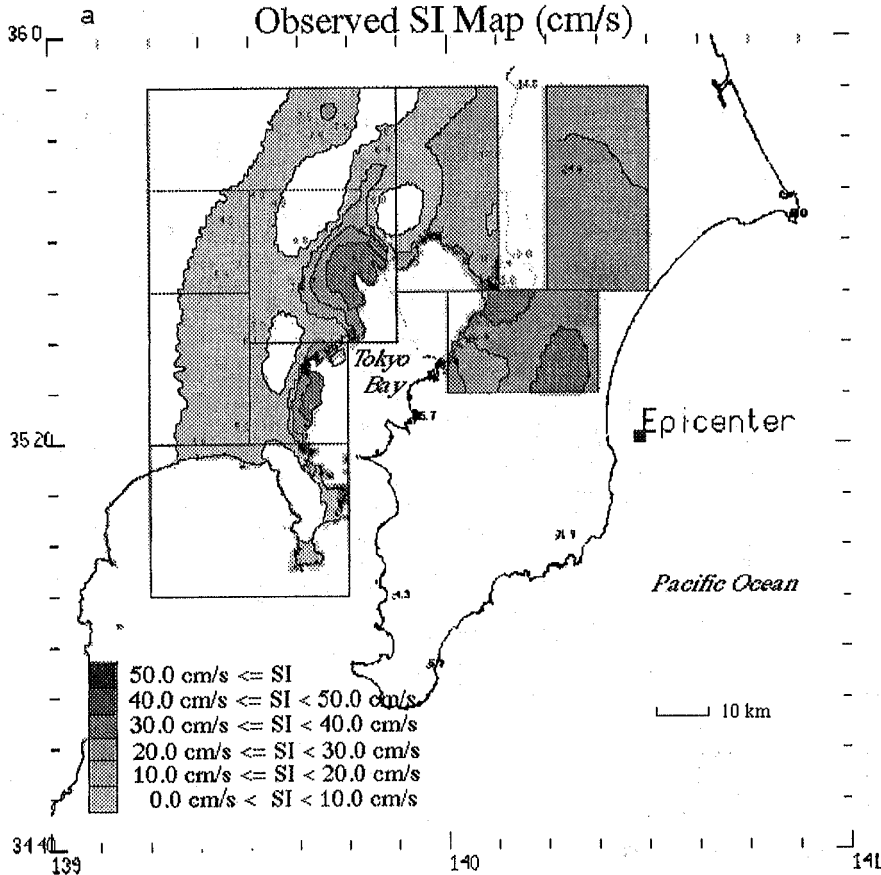 a
Observed SI Map (cm/s)
36 0
Tokyo
Bay
35.7
35 20
Epicenter
Pacific Ocean
50.0 cm/s <= SI
40.0 cm/s <= SI < 50.0 cm/s
30.0 cm/s <= SI < 40.0 cm/s
20.0 cm/s <= SI < 30.0 cm/s
10.0 cm/s <= SI < 20.0 cm/s
0.0 cm/s < SI < 10.0 cm/s
10 km
34 40
139
140
141